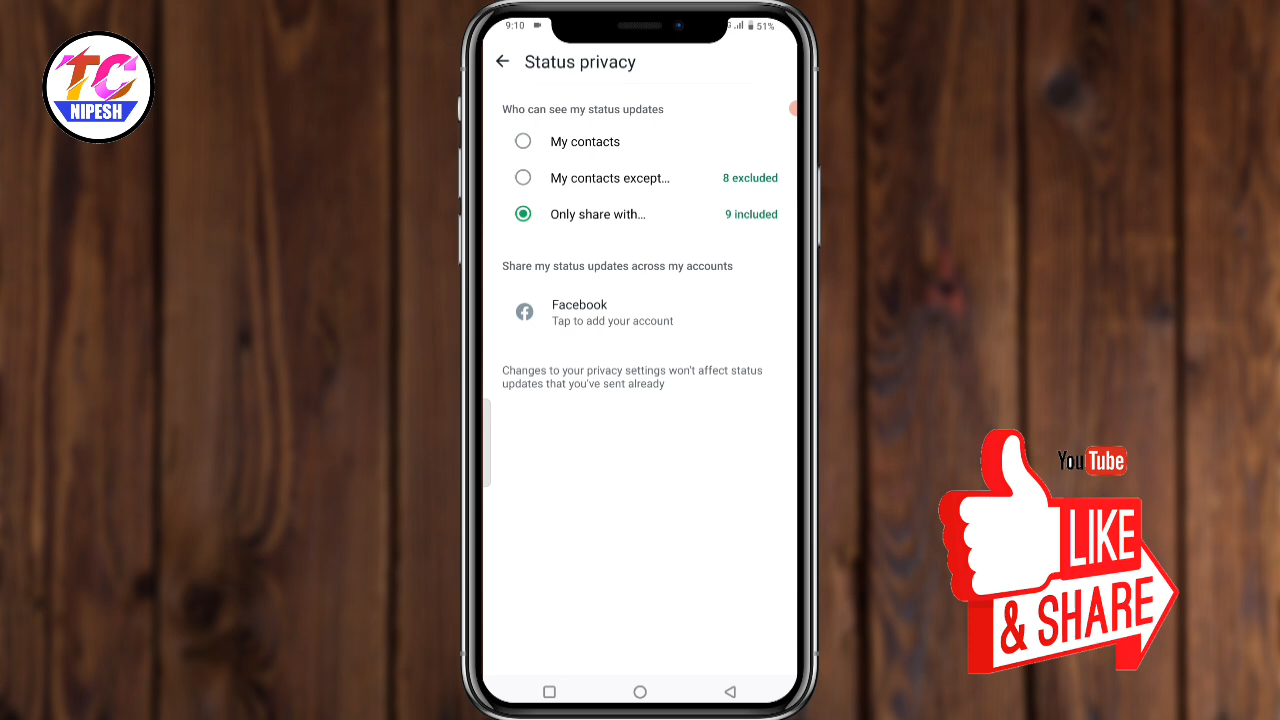 TC
NIPESH
9:10
51%
Status privacy
Who can see my status updates
My contacts
My contacts except...
8 excluded
Only share with...
9 included
Share my status updates across my accounts
Facebook
Tap to add your account
Changes to your privacy settings won't affect status
updates that you've sent already
YouTube
LIKE
& SHARE